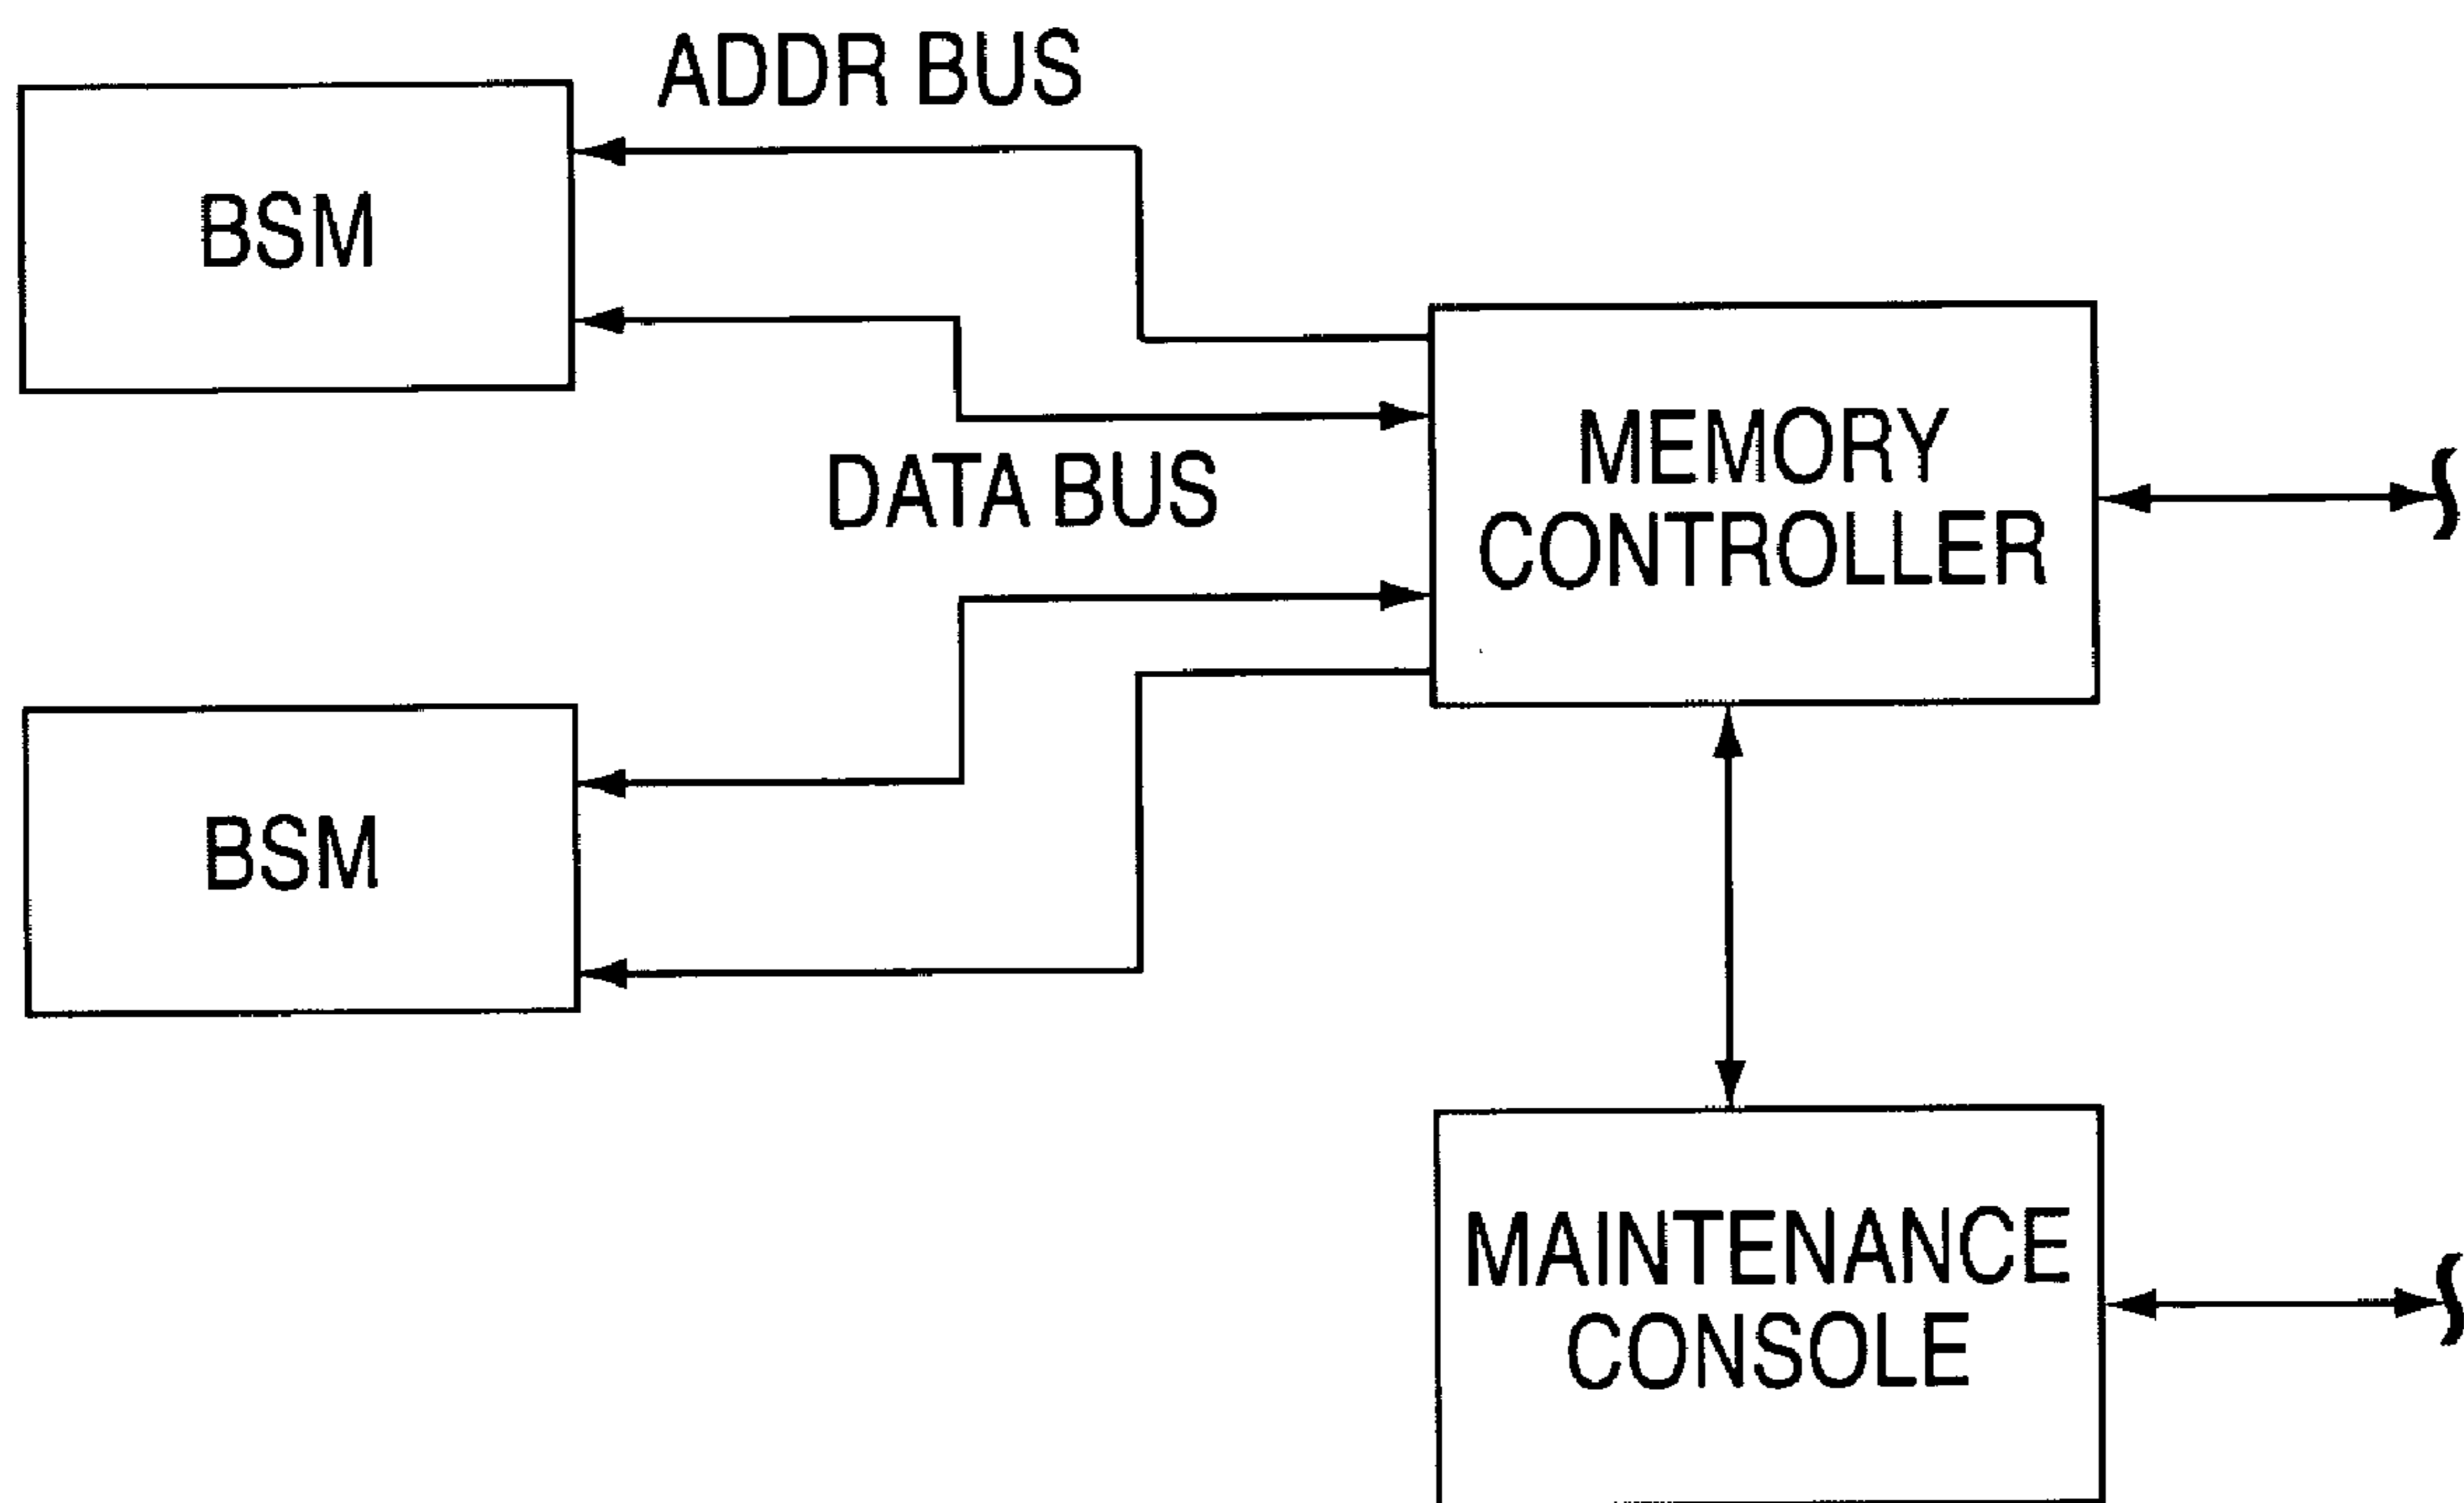 ADDR BUS
BSM
DATA BUS
MEMORY
CONTROLLER
BSM
MAINTENANCE
CONSOLE